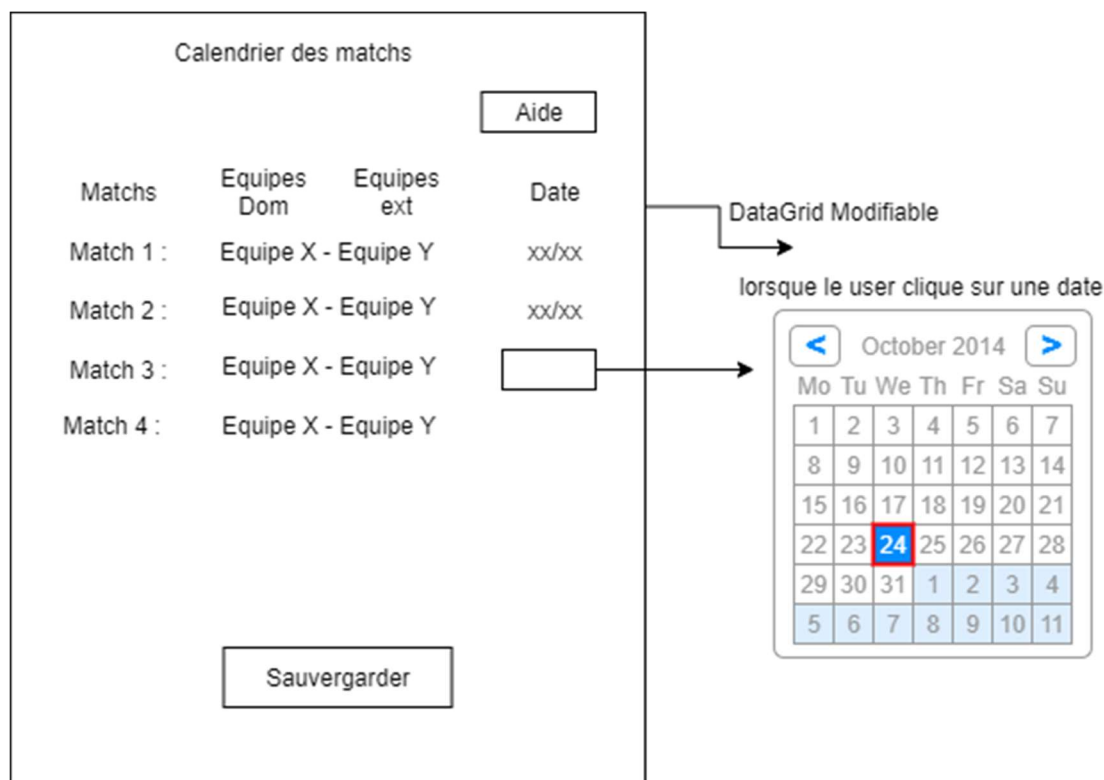 Calendrier des matchs
Aide
Matchs
Equipes
Dom
Equipes
ext
Date
Match 1 :
Equipe X - Equipe Y
xx/xx
Match 2 :
Equipe X - Equipe Y
xx/xx
Match 3 :
Equipe X - Equipe Y
Match 4 :
Equipe X - Equipe Y
Sauvergarder
DataGrid Modifiable
lorsque le user clique sur une date
< October 2014 >
Mo Tu We Th Fr Sa Su
1 2 3 4 5 6 7
8 9 10 11 12 13 14
15 16 17 18 19 20 21
22 23 24 25 26 27 28
29 30 31 1 2 3 4
5 6 7 8 9 10 11